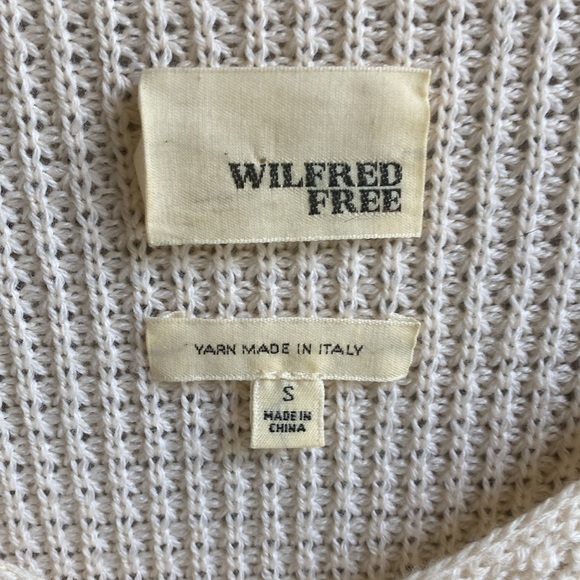 WILFRED
FREE
YARN MADE IN ITALY
S
MADE IN
CHINA